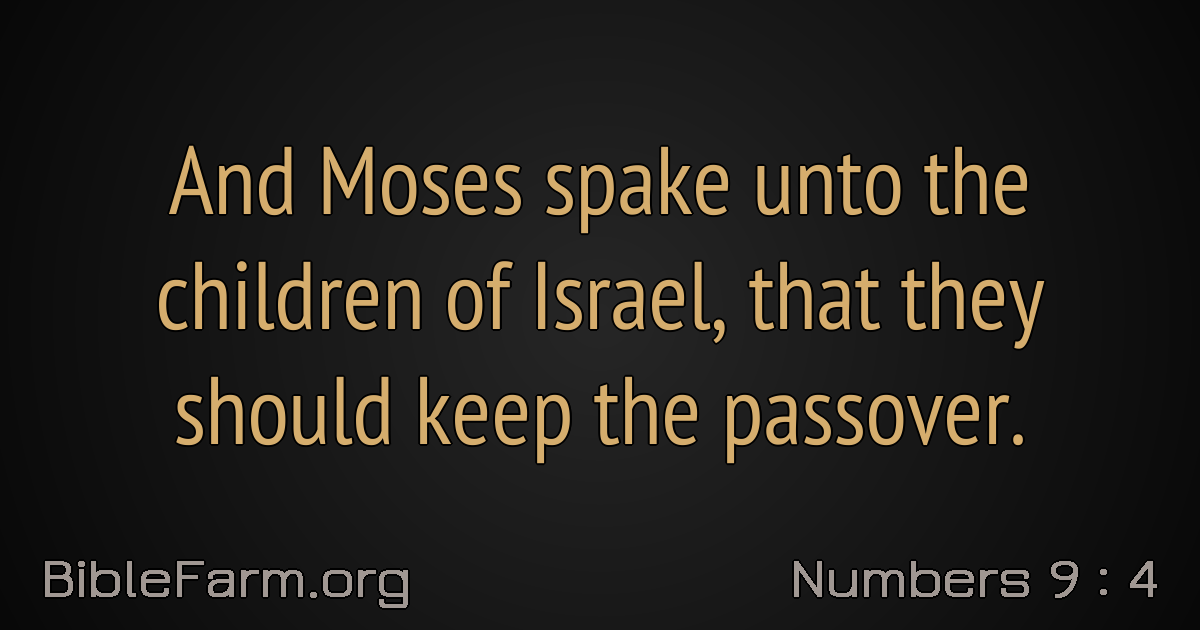 And Moses spake unto the
children of Israel, that they
should keep the passover.
BibleFarm.org
Numbers 9 : 4